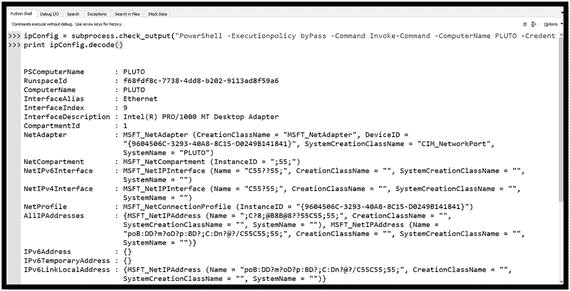 Python Shell Debug I/O Search Exceptions Search in Files Stack Data
Commands execute without debug. Use arrow keys for history. Options
>>> ipConfig = subprocess.check_output("PowerShell -Executionpolicy byPass -Command Invoke-Command -ComputerName PLUTO -Credent
>>> print ipConfig.decode()
PSComputerName : PLUTO
RunspaceId : f68fdf8c-7738-4dd8-b202-9113ad8f59a6
ComputerName : PLUTO
InterfaceAlias : Ethernet
InterfaceIndex : 9
InterfaceDescription : Intel(R) PRO/1000 MT Desktop Adapter
CompartmentId : 1
NetAdapter : MSFT_NetAdapter (CreationClassName = "MSFT_NetAdapter", DeviceID =
"{9604506C-3293-40A8-8C15-D0249B141841}", SystemCreationClassName = "CIM_NetworkPort",
SystemName = "PLUTO")
NetCompartment : MSFT_NetCompartment (InstanceID = ";55;")
NetIPv6Interface : MSFT_NetIPInterface (Name = "C55??55;", CreationClassName = "", SystemCreationClassName = "",
SystemName = "")
NetIPv4Interface : MSFT_NetIPInterface (Name = "C55?55;", CreationClassName = "", SystemCreationClassName = "",
SystemName = "")
NetProfile : MSFT_NetConnectionProfile (InstanceID = "{9604506C-3293-40A8-8C15-D0249B141841}")
AllIPAddresses : {MSFT_NetIPAddress (Name = ";C?8;@B8B@8??55C55;55;", CreationClassName = "",
SystemCreationClassName = "", SystemName = ""), MSFT_NetIPAddress (Name =
"poB:DD?m?oD?p:BD?;C:Dn?@?/C55C55;55;", CreationClassName = "", SystemCreationClassName = "",
SystemName = "")}
IPv6Address : {}
IPv6TemporaryAddress : {}
IPv6LinkLocalAddress : {MSFT_NetIPAddress (Name = "poB:DD?m?oD?p:BD?;C:Dn?@?/C55C55;55;", CreationClassName = "",
SystemCreationClassName = "", SystemName = "")}